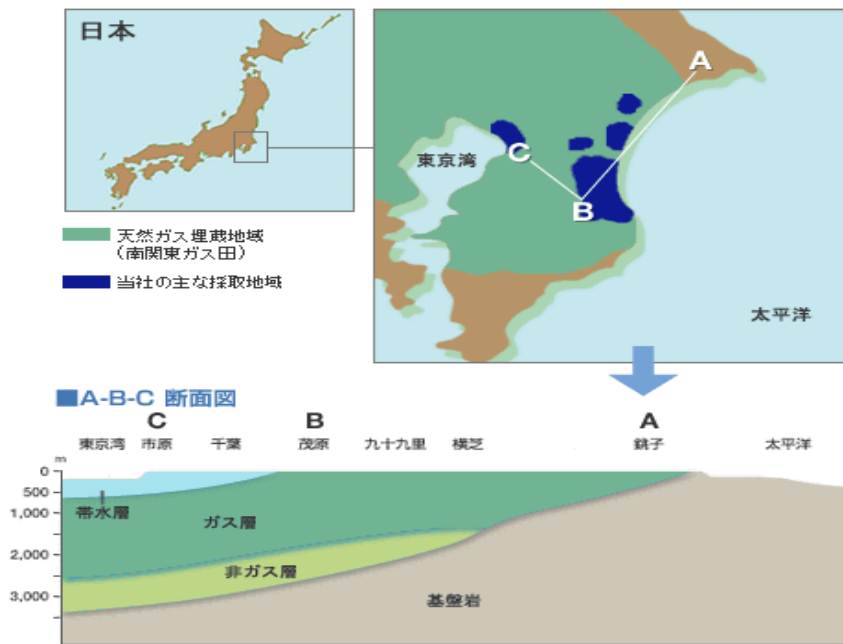 日本
A
東京湾
C
B
太平洋
天然ガス埋蔵地域
(南関東ガス田)
当社の主な採取地域
■A-B-C 断面図
C B A
東京湾 市原 千葉 茂原 九十九里 横芝 銚子 太平洋
m
0
500
帯水層
1,000
ガス層
2,000
非ガス層
3,000
基盤岩